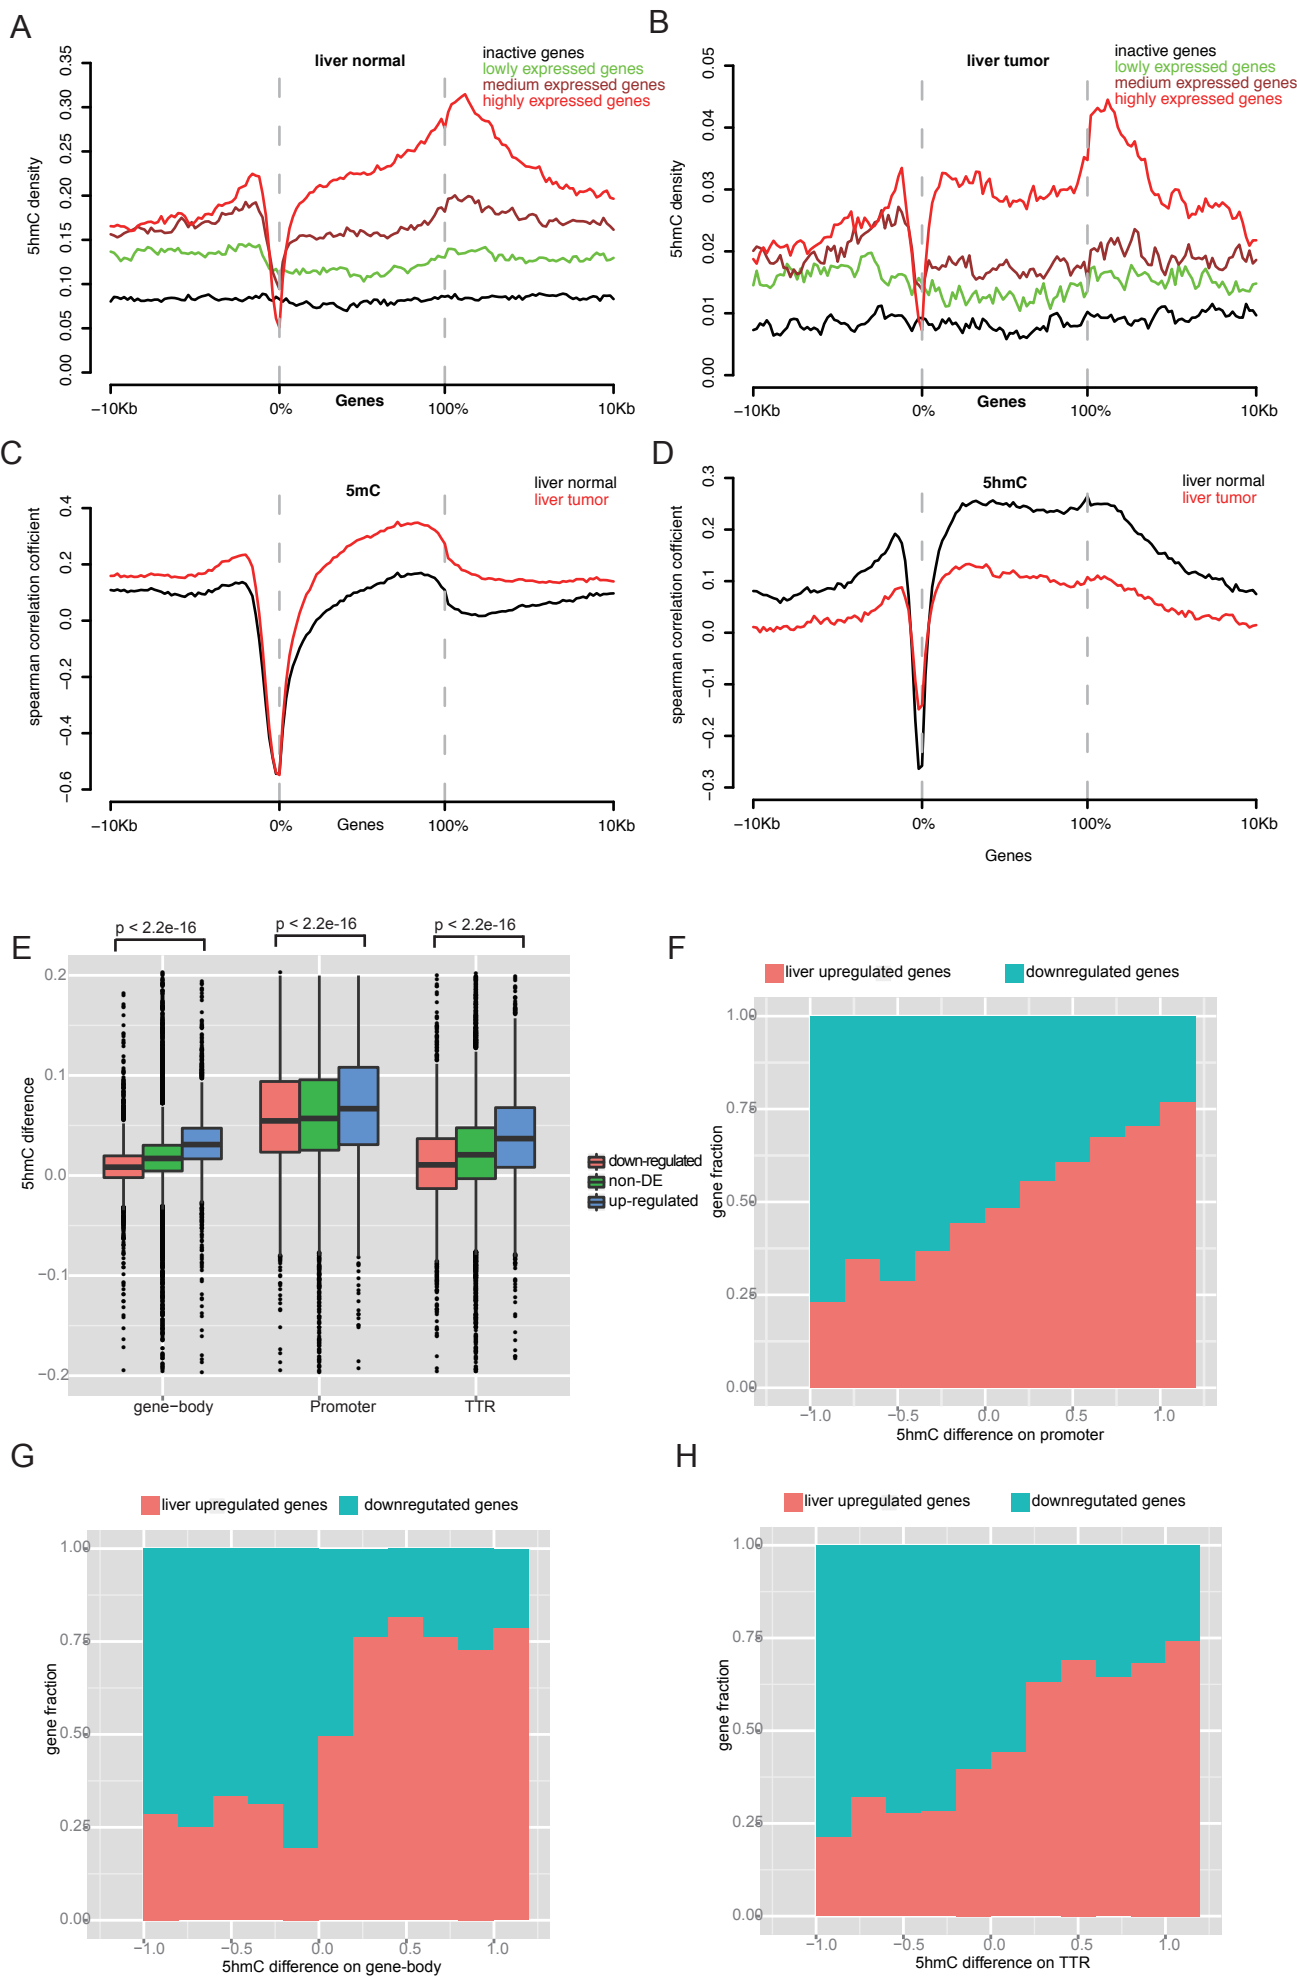 A
liver normal
inactive genes
lowly expressed genes
medium expressed genes
highly expressed genes
5hmC density
0.35
0.30
0.25
0.20
0.15
0.10
0.05
0.00
−10Kb
0%
Genes
100%
10Kb
B
liver tumor
inactive genes
lowly expressed genes
medium expressed genes
highly expressed genes
5hmC density
0.05
0.04
0.03
0.02
0.01
0.00
−10Kb
0%
Genes
100%
10Kb
C
5mC
liver normal
liver tumor
spearman correlation cofficient
0.4
0.2
0.0
−0.2
−0.4
−0.6
−10Kb
0%
Genes
100%
10Kb
D
5hmC
liver normal
liver tumor
spearman correlation cofficient
0.3
0.2
0.1
0.0
−0.1
−0.2
−0.3
−10Kb
0%
100%
10Kb
Genes
E
p < 2.2e-16
p < 2.2e-16
p < 2.2e-16
5hmC difference
0.2
0.1
0.0
−0.1
−0.2
gene−body
Promoter
TTR
down-regulated
non-DE
up-regulated
F
liver upregulated genes
downregulated genes
gene fraction
1.00
0.75
0.50
0.25
0.00
−1.0
−0.5
0.0
0.5
1.0
5hmC difference on promoter
G
liver upregulated genes
downregutated genes
gene fraction
1.00
0.75
0.50
0.25
0.00
−1.0
−0.5
0.0
0.5
1.0
5hmC difference on gene-body
H
liver upregulated genes
downregulated genes
gene fraction
1.00
0.75
0.50
0.25
0.00
−1.0
−0.5
0.0
0.5
1.0
5hmC difference on TTR